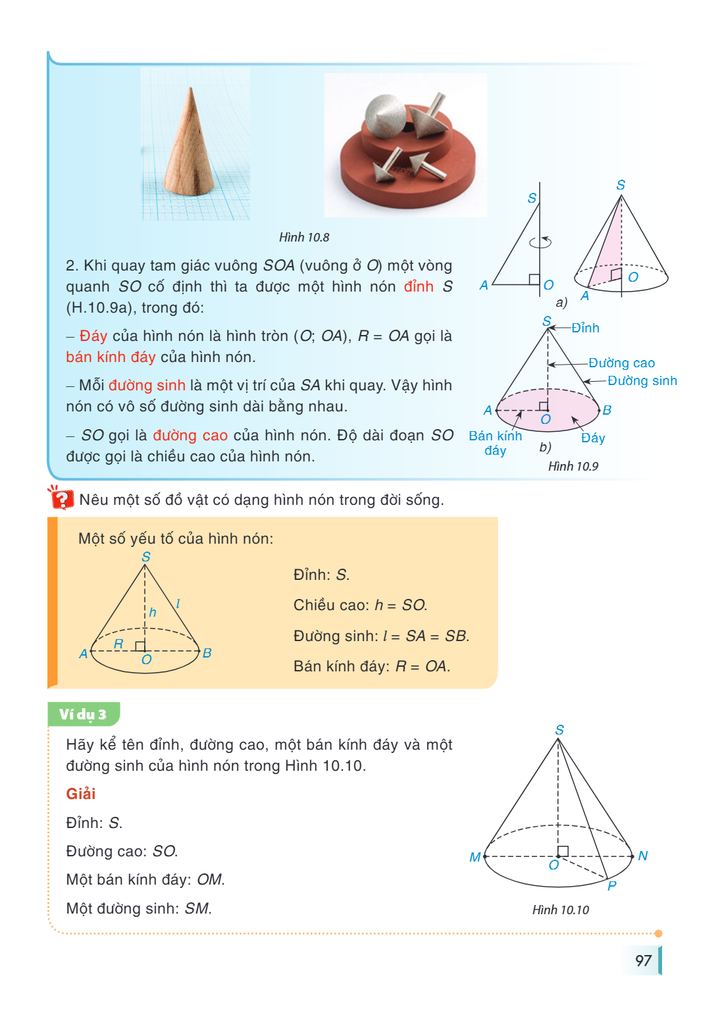 Hình 10.8
2. Khi quay tam giác vuông SOA (vuông ở O) một vòng
quanh SO cố định thì ta được một hình nón đỉnh S
(H.10.9a), trong đó:
– Đáy của hình nón là hình tròn (O; OA), R = OA gọi là
bán kính đáy của hình nón.
– Mỗi đường sinh là một vị trí của SA khi quay. Vậy hình
nón có vô số đường sinh dài bằng nhau.
– SO gọi là đường cao của hình nón. Độ dài đoạn SO
được gọi là chiều cao của hình nón.
S
A
O
S
O
A
a)
S
Đỉnh
Đường cao
Đường sinh
A
O
B
Bán kính
đáy
Đáy
b)
Hình 10.9
? Nêu một số đồ vật có dạng hình nón trong đời sống.
Một số yếu tố của hình nón:
S
h
l
R
A
O
B
Đỉnh: S.
Chiều cao: h = SO.
Đường sinh: l = SA = SB.
Bán kính đáy: R = OA.
Ví dụ 3
Hãy kể tên đỉnh, đường cao, một bán kính đáy và một
đường sinh của hình nón trong Hình 10.10.
Giải
Đỉnh: S.
Đường cao: SO.
Một bán kính đáy: OM.
Một đường sinh: SM.
S
M
O
N
P
Hình 10.10
97